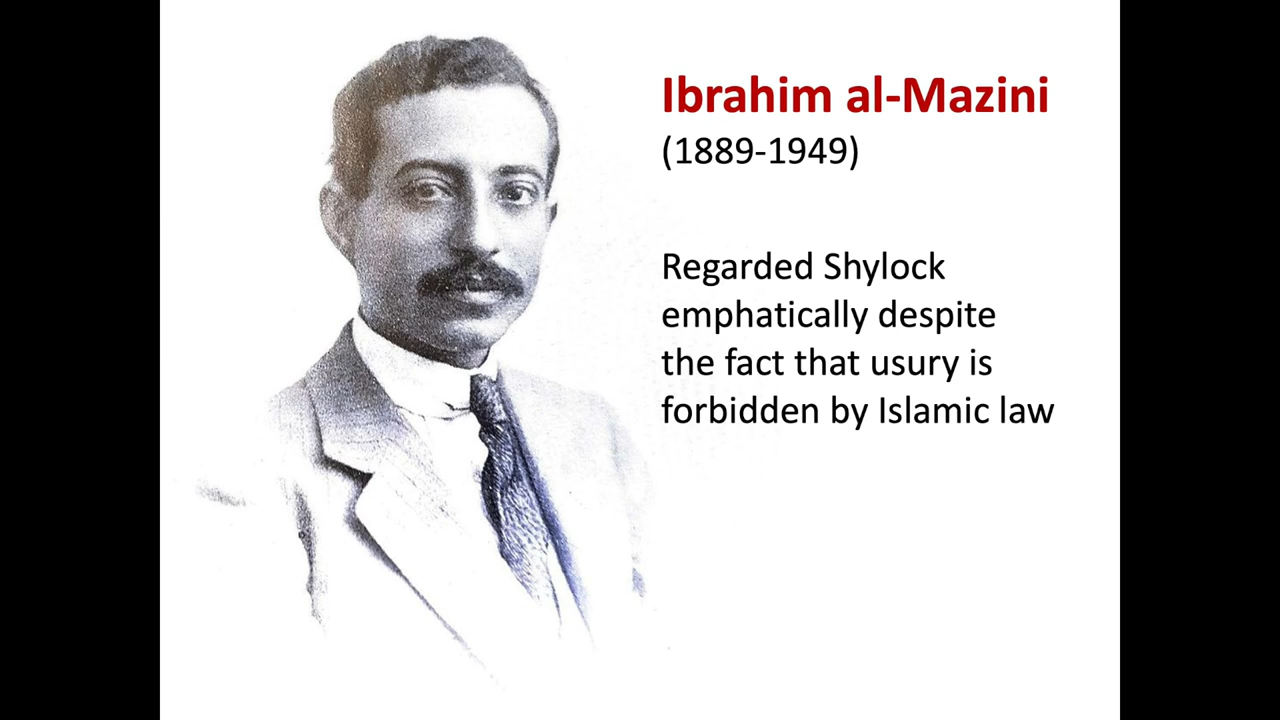 Ibrahim al-Mazini
(1889-1949)
Regarded Shylock
emphatically despite
the fact that usury is
forbidden by Islamic law